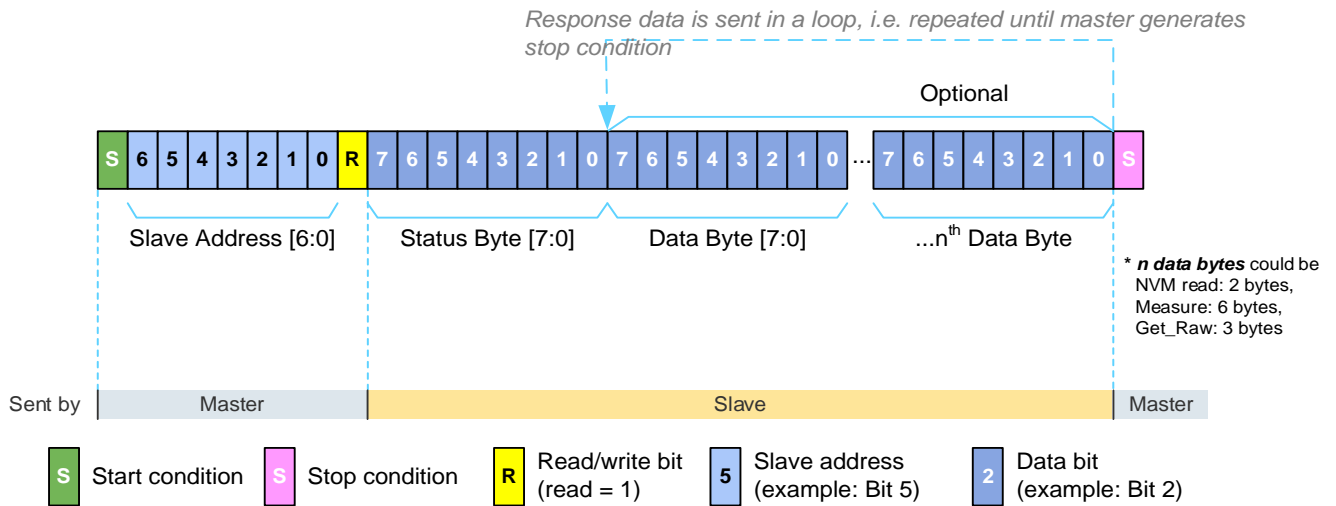 Response data is sent in a loop, i.e. repeated until master generates
stop condition
Optional
S 6 5 4 3 2 1 0 R 7 6 5 4 3 2 1 0 7 6 5 4 3 2 1 0 ... 7 6 5 4 3 2 1 0 S
Slave Address [6:0] Status Byte [7:0] Data Byte [7:0] ...nth Data Byte
* n data bytes could be
NVM read: 2 bytes,
Measure: 6 bytes,
Get_Raw: 3 bytes
Sent by Master Slave Master
S Start condition S Stop condition
R Read/write bit
(read = 1)
5 Slave address
(example: Bit 5)
2 Data bit
(example: Bit 2)